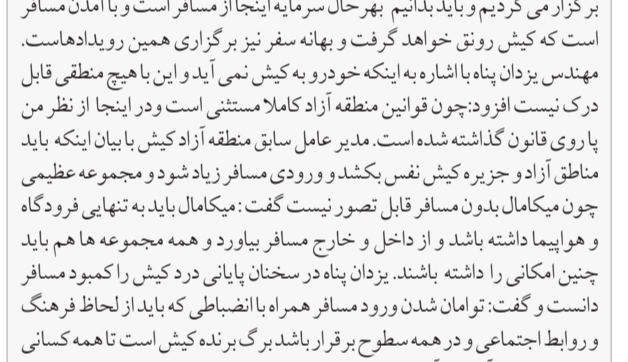 برگزار می کردیم و باید بدانیم بهرحال سرمایه اینجا از مسافر است و با آمدن مسافر
است که کیش رونق خواهد گرفت و بهانه سفر نیز برگزاری همین رویدادهاست.
مهندس یزدان پناه با اشاره به اینکه خودرو به کیش نمی آید و این با هیچ منطقی قابل
درک نیست افزود:چون قوانین منطقه آزاد کاملا مستثنی است ودر اینجا از نظر من
پا روی قانون گذاشته شده است. مدیر عامل سابق منطقه آزاد کیش با بیان اینکه باید
مناطق آزاد و جزیره کیش نفس بکشد و ورودی مسافر زیاد شود و مجموعه عظیمی
چون میکامال بدون مسافر قابل تصور نیست گفت : میکامال باید به تنهایی فرودگاه
و هواپیما داشته باشد و از داخل و خارج مسافر بیاورد و همه مجموعه ها هم باید
چنین امکانی را داشته باشند. یزدان پناه در سخنان پایانی درد کیش را کمبود مسافر
دانست و گفت: توامان شدن ورود مسافر همراه با انضباطی که باید از لحاظ فرهنگ
و روابط اجتماعی و در همه سطوح برقرار باشد برگ برنده کیش است تا همه کسانی